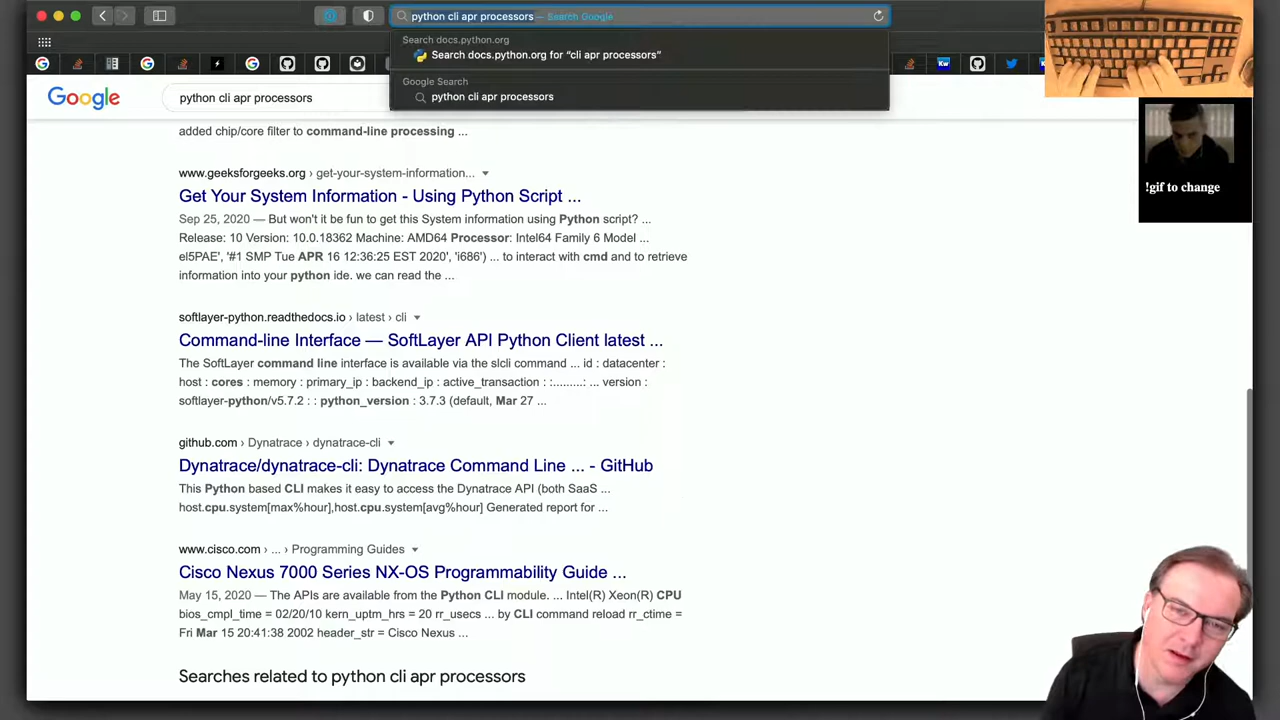 python cli apr processors — Search Google
Search docs.python.org
Search docs.python.org for “cli apr processors”
Google Search
python cli apr processors
Kw
Google
python cli apr processors
added chip/core filter to command-line processing ...
www.geeksforgeeks.org › get-your-system-information...
Get Your System Information - Using Python Script ...
Sep 25, 2020 — But won't it be fun to get this System information using Python script? ...
Release: 10 Version: 10.0.18362 Machine: AMD64 Processor: Intel64 Family 6 Model ...
el5PAE', '#1 SMP Tue APR 16 12:36:25 EST 2020', 'i686') ... to interact with cmd and to retrieve
information into your python ide. we can read the ...
softlayer-python.readthedocs.io › latest › cli
Command-line Interface — SoftLayer API Python Client latest ...
The SoftLayer command line interface is available via the slcli command ... id : datacenter :
host : cores : memory : primary_ip : backend_ip : active_transaction : :.........: ... version :
softlayer-python/v5.7.2 : : python_version : 3.7.3 (default, Mar 27 ...
github.com › Dynatrace › dynatrace-cli
Dynatrace/dynatrace-cli: Dynatrace Command Line ... - GitHub
This Python based CLI makes it easy to access the Dynatrace API (both SaaS ...
host.cpu.system[max%hour],host.cpu.system[avg%hour] Generated report for ...
www.cisco.com › ... › Programming Guides
Cisco Nexus 7000 Series NX-OS Programmability Guide ...
May 15, 2020 — The APIs are available from the Python CLI module. ... Intel(R) Xeon(R) CPU
bios_cmpl_time = 02/20/10 kern_uptm_hrs = 20 rr_usecs ... by CLI command reload rr_ctime =
Fri Mar 15 20:41:38 2002 header_str = Cisco Nexus ...
Searches related to python cli apr processors
!gif to change